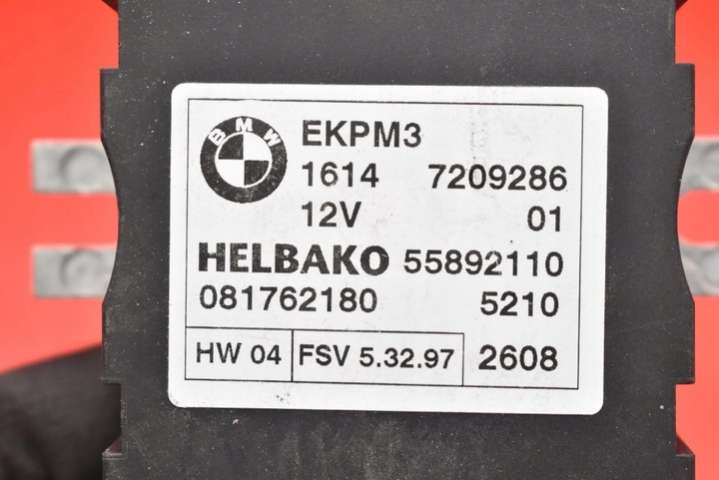 BMW EKPM3
1614 7209286
12V 01
HELBAKO 55892110
081762180 5210
HW 04 FSV 5.32.97 2608